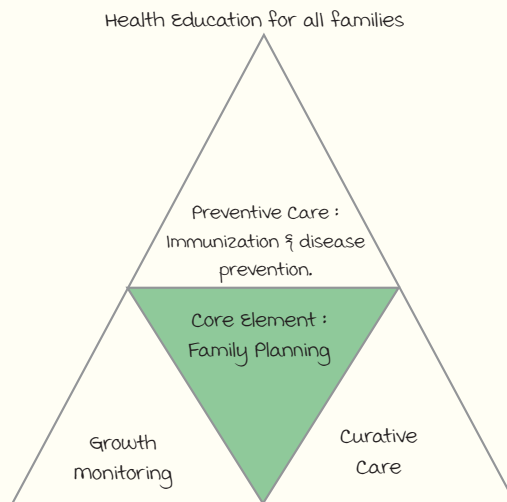 Health Education for all families
Preventive Care :
Immunization & disease
prevention.
Core Element :
Family Planning
Growth
monitoring
Curative
Care